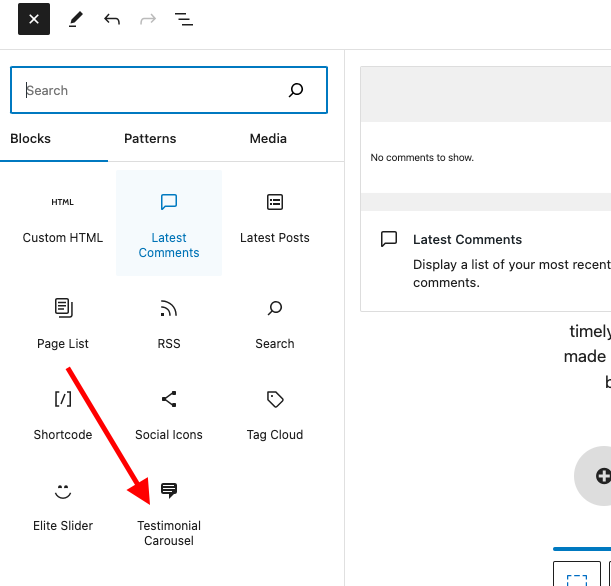 Search
Blocks
Patterns
Media
HTML
Custom HTML
Latest
Comments
Latest Posts
Page List
RSS
Search
[/]
Shortcode
Social Icons
Tag Cloud
Elite Slider
Testimonial
Carousel
No comments to show.
Latest Comments
Display a list of your most recent
comments.
timely
made
b